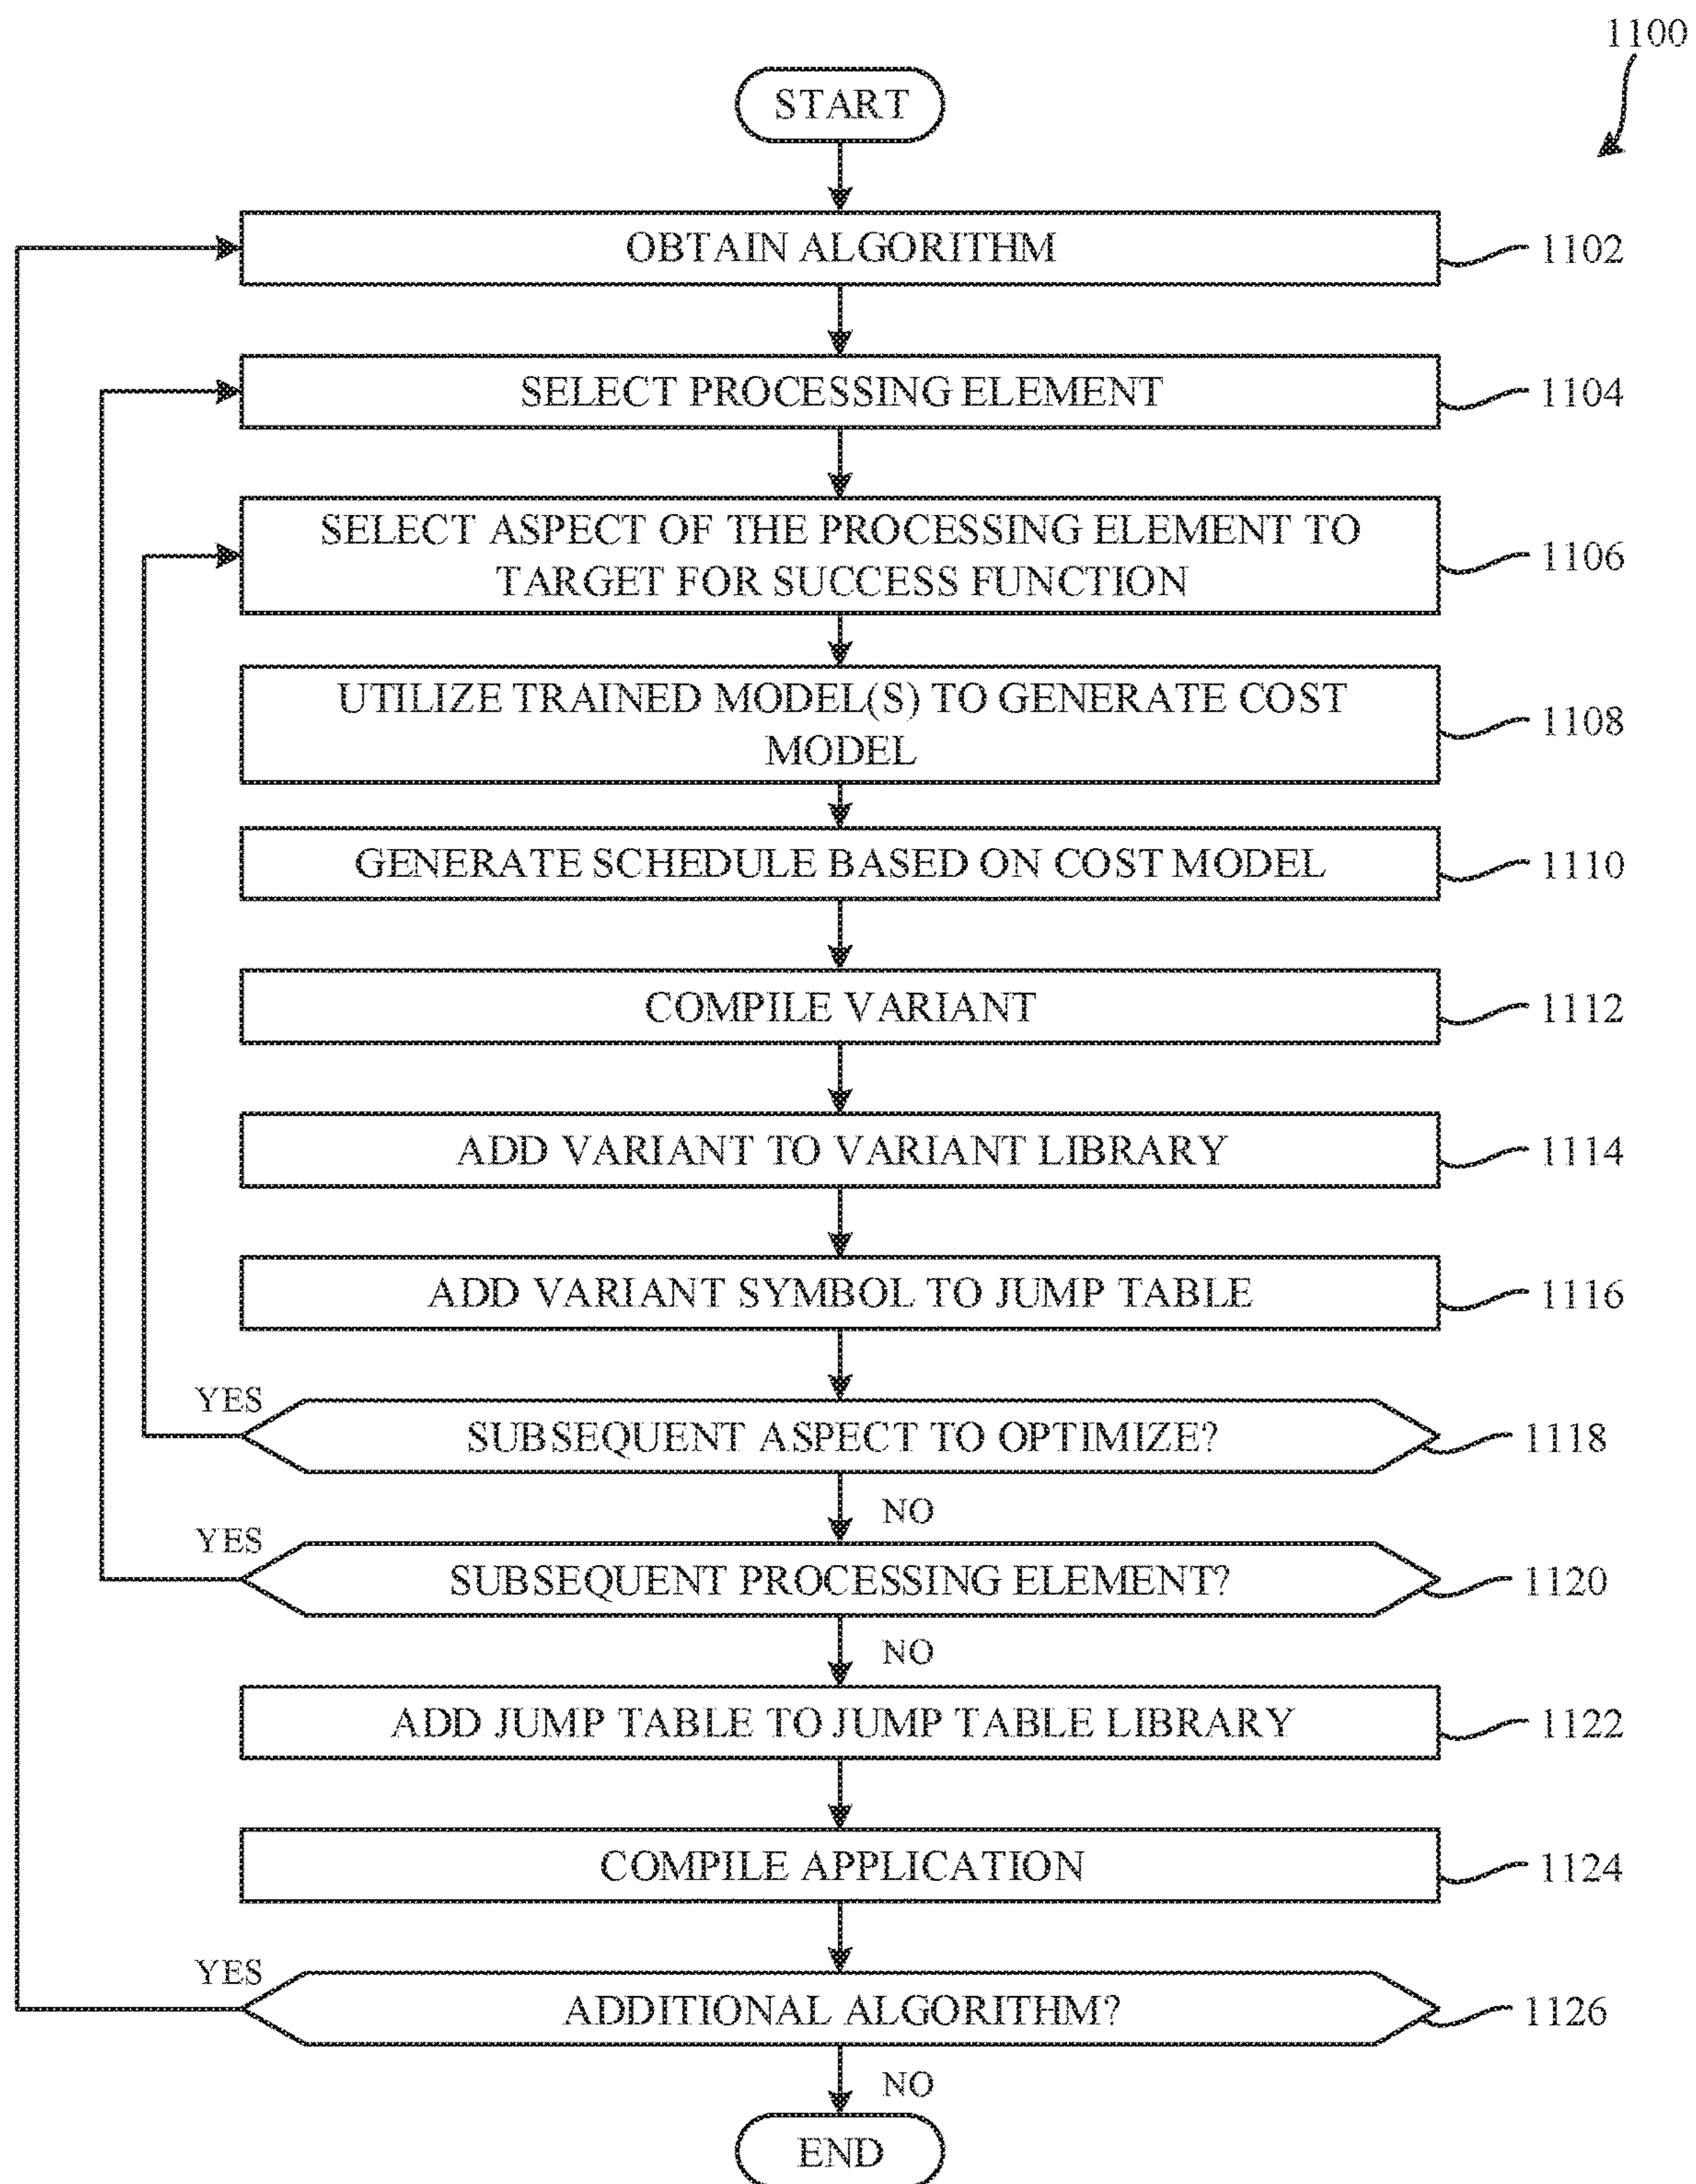 1100
START
OBTAIN ALGORITHM
1102
SELECT PROCESSING ELEMENT
1104
SELECT ASPECT OF THE PROCESSING ELEMENT TO
TARGET FOR SUCCESS FUNCTION
1106
UTILIZE TRAINED MODEL(S) TO GENERATE COST
MODEL
1108
GENERATE SCHEDULE BASED ON COST MODEL
1110
COMPILE VARIANT
1112
ADD VARIANT TO VARIANT LIBRARY
1114
ADD VARIANT SYMBOL TO JUMP TABLE
1116
YES
SUBSEQUENT ASPECT TO OPTIMIZE?
1118
NO
YES
SUBSEQUENT PROCESSING ELEMENT?
1120
NO
ADD JUMP TABLE TO JUMP TABLE LIBRARY
1122
COMPILE APPLICATION
1124
YES
ADDITIONAL ALGORITHM?
1126
NO
END